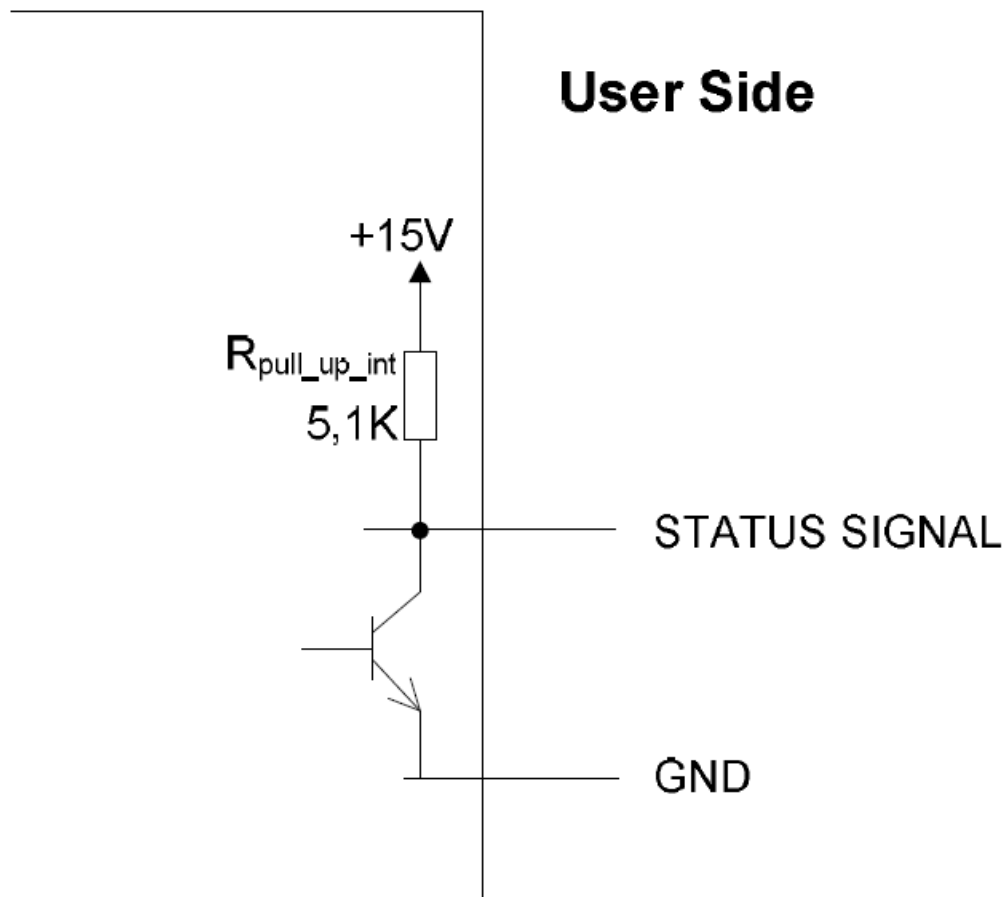 User Side
+15V
Rpull_up_int
5,1K
STATUS SIGNAL
GND